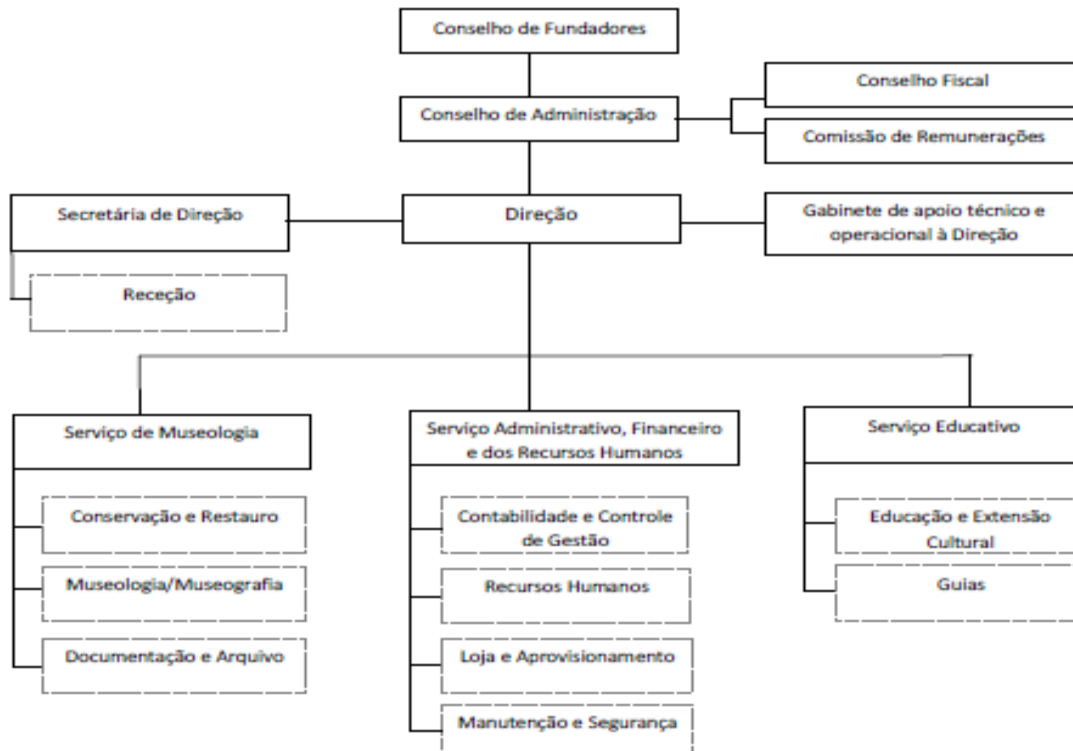 Conselho de Fundadores
Conselho de Administração
Conselho Fiscal
Comissão de Remunerações
Secretária de Direção
Direção
Gabinete de apoio técnico e
operacional à Direção
Receção
Serviço de Museologia
Serviço Administrativo, Financeiro
e dos Recursos Humanos
Serviço Educativo
Conservação e Restauro
Museologia/Museografia
Documentação e Arquivo
Contabilidade e Controle
de Gestão
Recursos Humanos
Loja e Aprovisionamento
Manutenção e Segurança
Educação e Extensão
Cultural
Guias